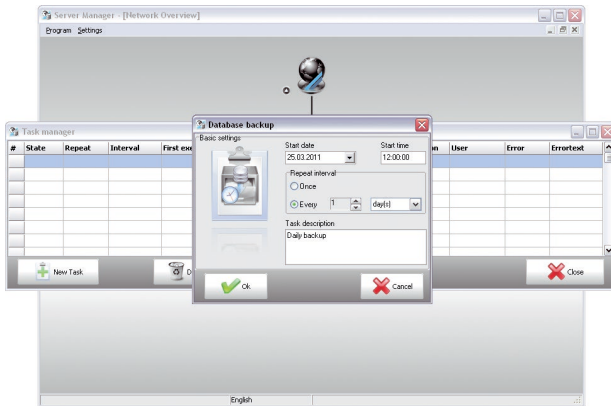 Server Manager - [Network Overview]
Program Settings
Task manager
# State Repeat Interval First User Error Errortext
Database backup
Basic settings
Start date Start time
25.03.2011 12:00:00
Repeat interval
Once
Every 1 day(s)
Task description
Daily backup
New Task
Ok Cancel
Close
English